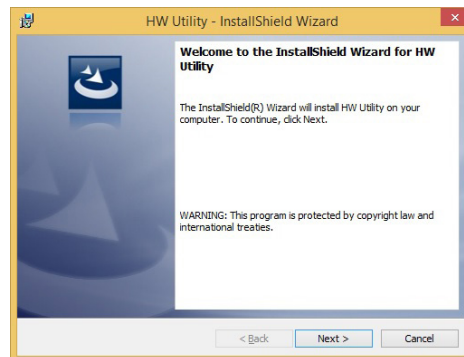 HW Utility - InstallShield Wizard
Welcome to the InstallShield Wizard for HW
Utility
The InstallShield(R) Wizard will install HW Utility on your
computer. To continue, click Next.
WARNING: This program is protected by copyright law and
international treaties.
< Back Next > Cancel